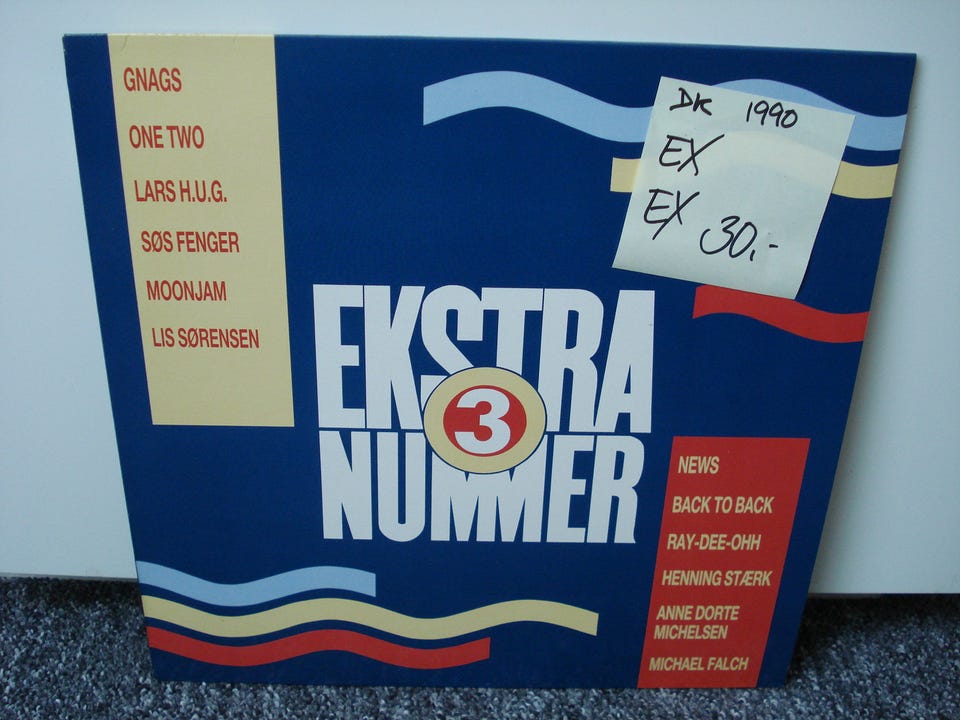 GNAGS
ONE TWO
LARS H.U.G.
SØS FENGER
MOONJAM
LIS SØRENSEN
DK 1990
EX
EX 30,-
EKSTRA
3
NUMMER
NEWS
BACK TO BACK
RAY-DEE-OHH
HENNING STÆRK
ANNE DORTE
MICHELSEN
MICHAEL FALCH